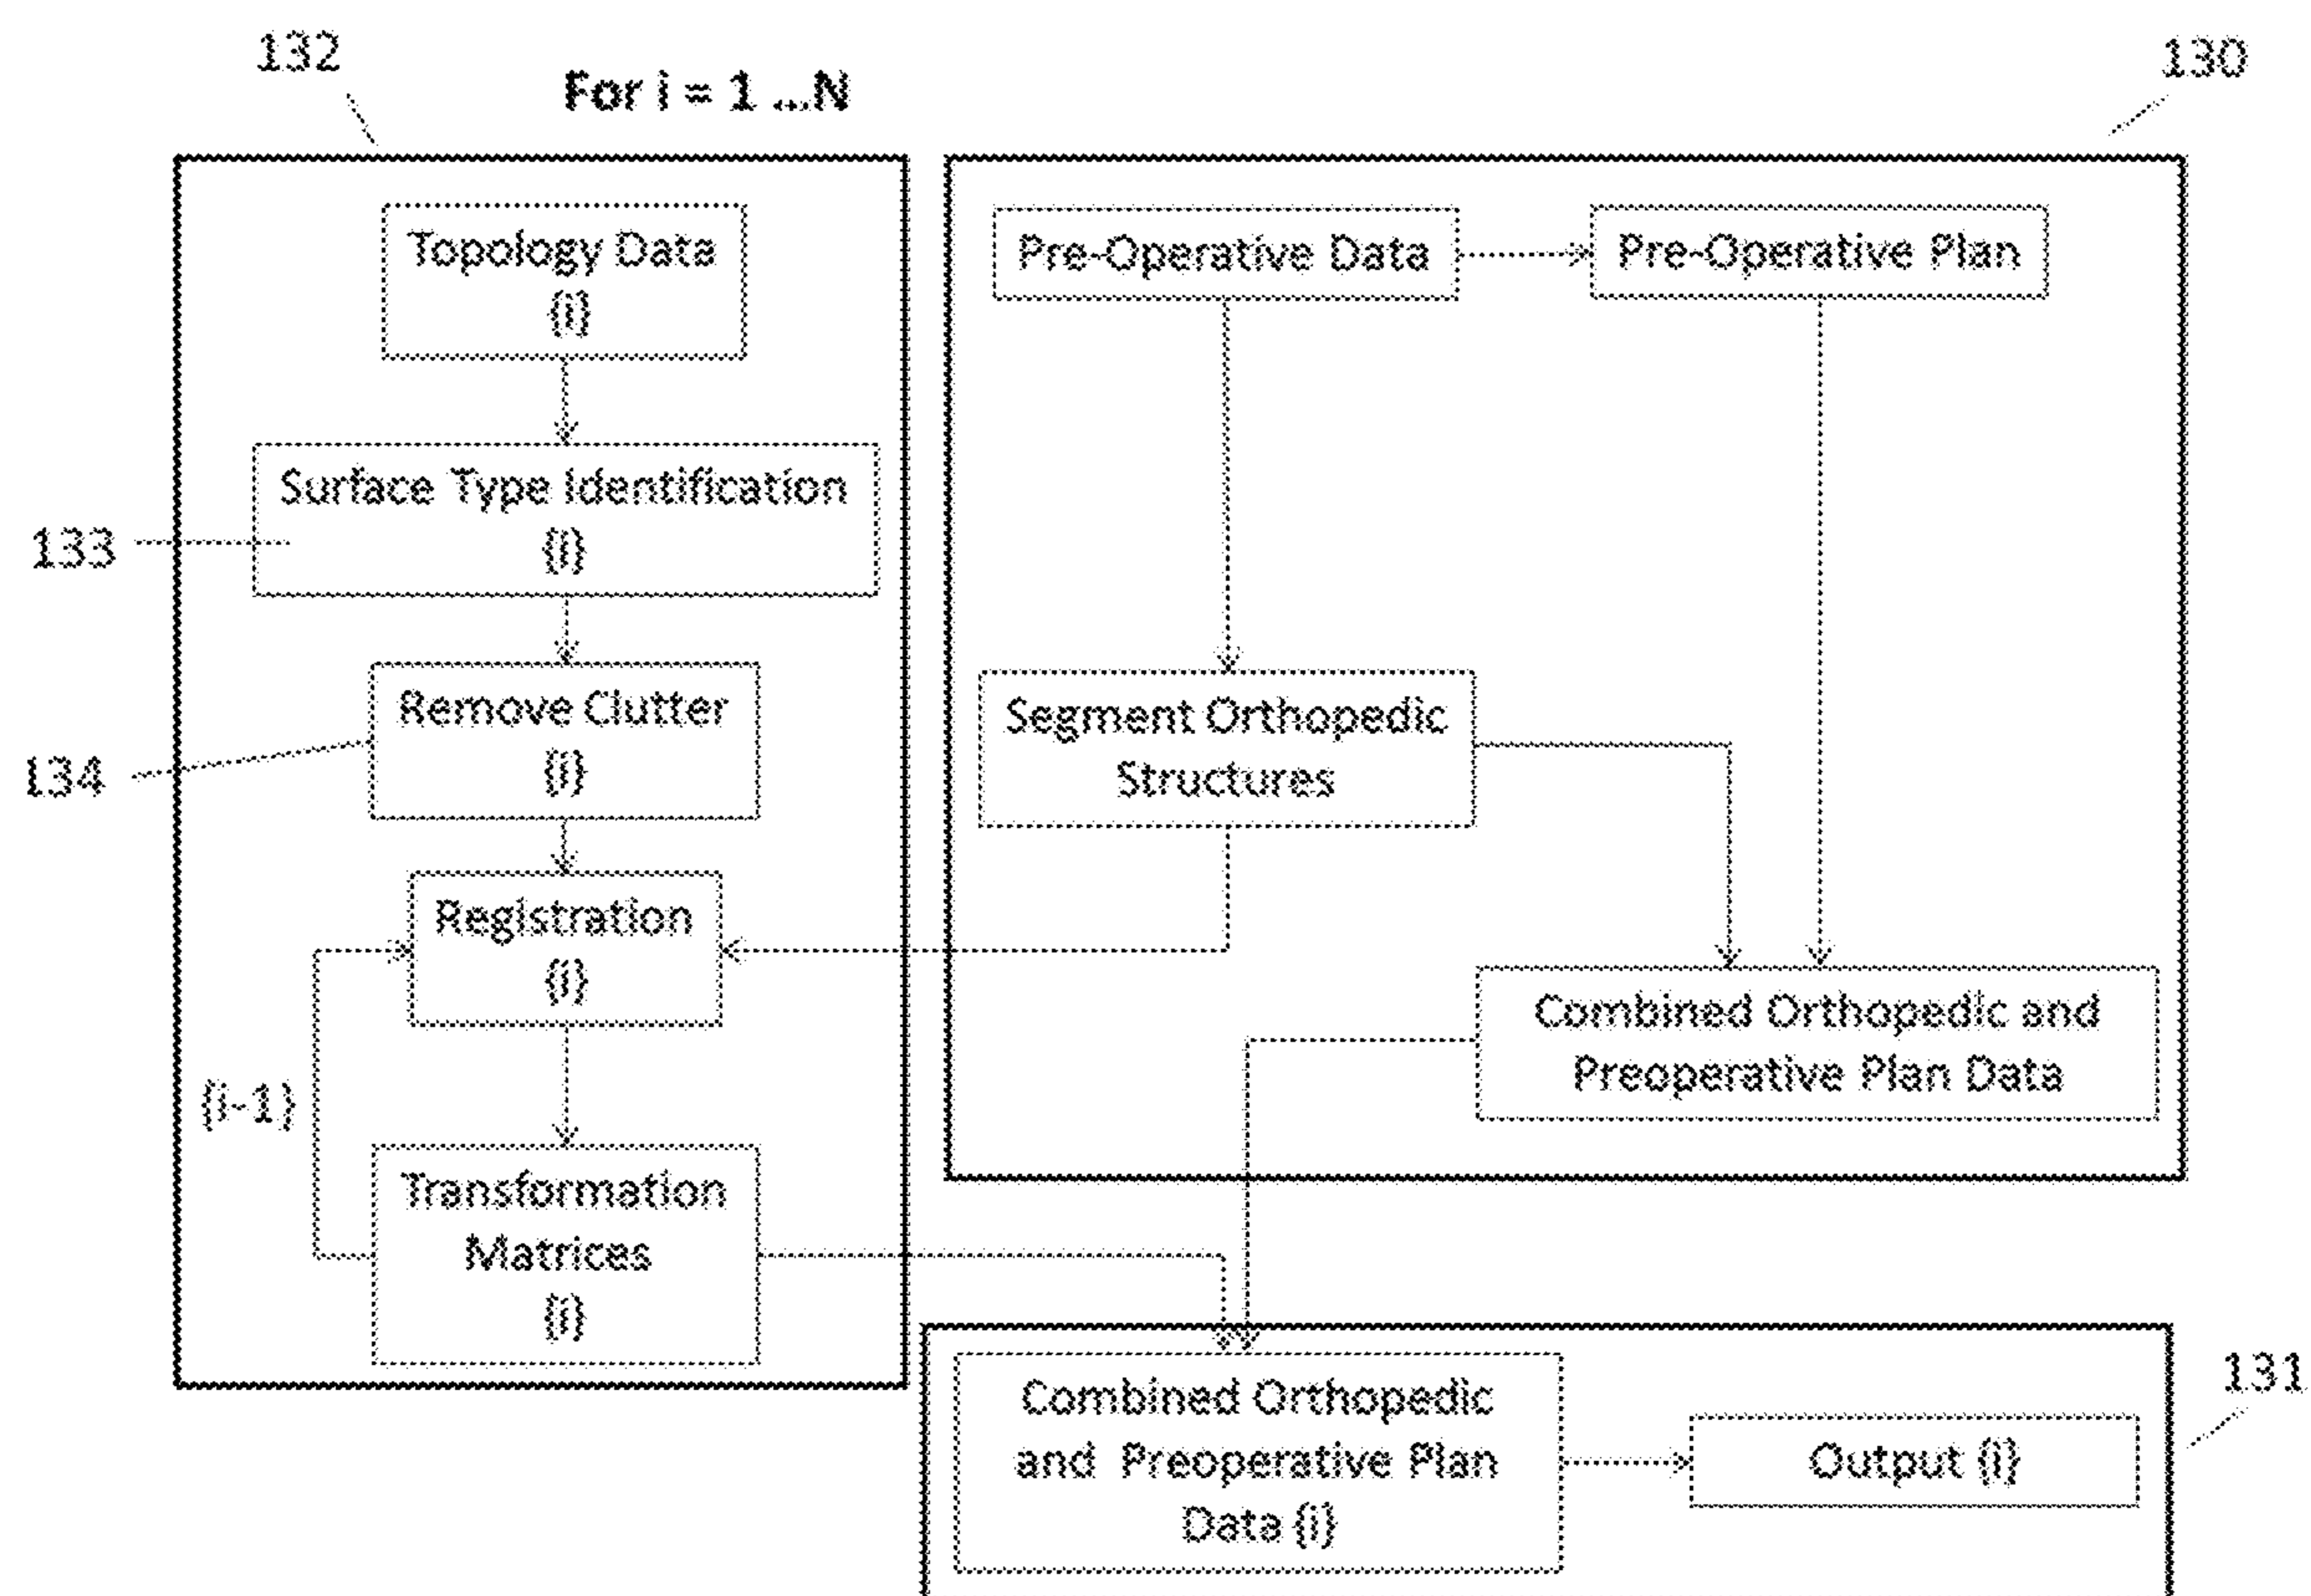 132
For i = 1 ...N
130
Topology Data
{i}
Surface Type Identification
{i}
133
Remove Clutter
{i}
134
Registration
{i}
{i-1}
Transformation
Matrices
{i}
Pre-Operative Data
Pre-Operative Plan
Segment Orthopedic
Structures
Combined Orthopedic and
Preoperative Plan Data
131
Combined Orthopedic
and Preoperative Plan
Data {i}
Output {i}